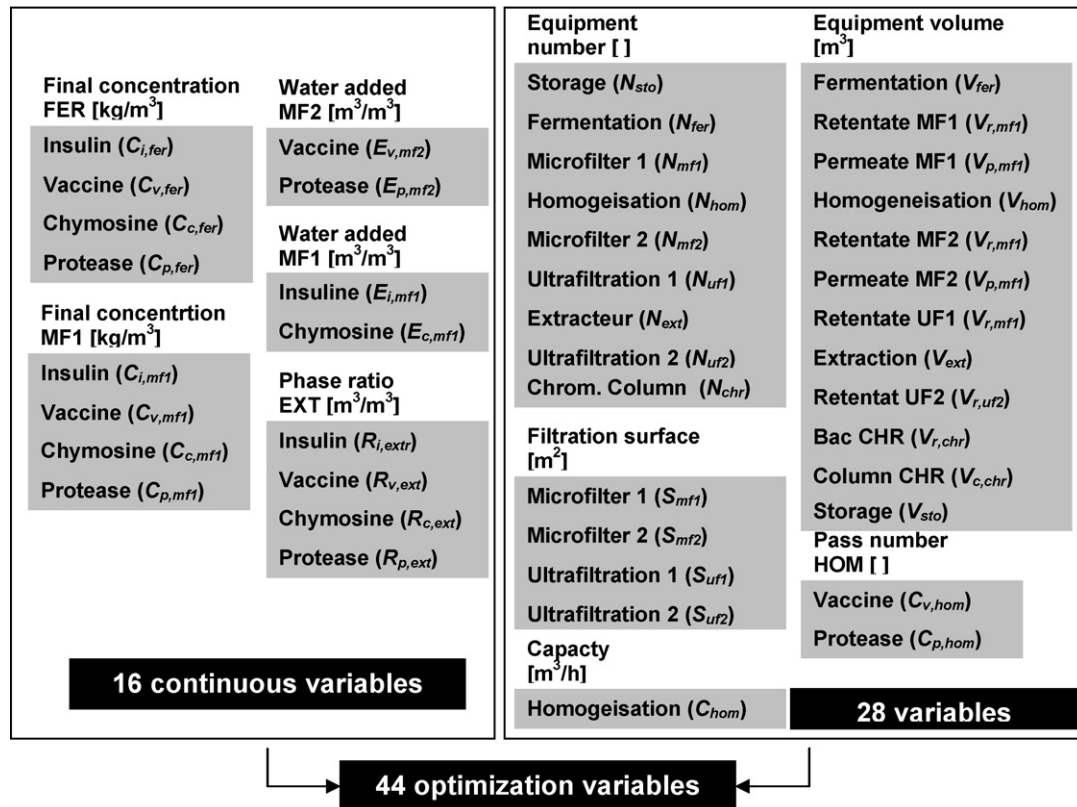 Final concentration
FER [kg/m³]
Insulin (Ci,fer)
Vaccine (Cv,fer)
Chymosine (Cc,fer)
Protease (Cp,fer)
Final concentrtion
MF1 [kg/m³]
Insulin (Ci,mf1)
Vaccine (Cv,mf1)
Chymosine (Cc,mf1)
Protease (Cp,mf1)
Water added
MF2 [m³/m³]
Vaccine (Ev,mf2)
Protease (Ep,mf2)
Water added
MF1 [m³/m³]
Insuline (Ei,mf1)
Chymosine (Ec,mf1)
Phase ratio
EXT [m³/m³]
Insulin (Ri,extr)
Vaccine (Rv,ext)
Chymosine (Rc,ext)
Protease (Rp,ext)
16 continuous variables
Equipment
number [ ]
Storage (Nsto)
Fermentation (Nfer)
Microfilter 1 (Nmf1)
Homogeisation (Nhom)
Microfilter 2 (Nmf2)
Ultrafiltration 1 (Nuf1)
Extracteur (Next)
Ultrafiltration 2 (Nuf2)
Chrom. Column (Nchr)
Filtration surface
[m²]
Microfilter 1 (Smf1)
Microfilter 2 (Smf2)
Ultrafiltration 1 (Suf1)
Ultrafiltration 2 (Suf2)
Capacty
[m³/h]
Homogeisation (Chom)
Equipment volume
[m³]
Fermentation (Vfer)
Retentate MF1 (Vr,mf1)
Permeate MF1 (Vp,mf1)
Homogeneisation (Vhom)
Retentate MF2 (Vr,mf1)
Permeate MF2 (Vp,mf1)
Retentate UF1 (Vr,mf1)
Extraction (Vext)
Retentat UF2 (Vr,uf2)
Bac CHR (Vr,chr)
Column CHR (Vc,chr)
Storage (Vsto)
Pass number
HOM [ ]
Vaccine (Cv,hom)
Protease (Cp,hom)
28 variables
44 optimization variables